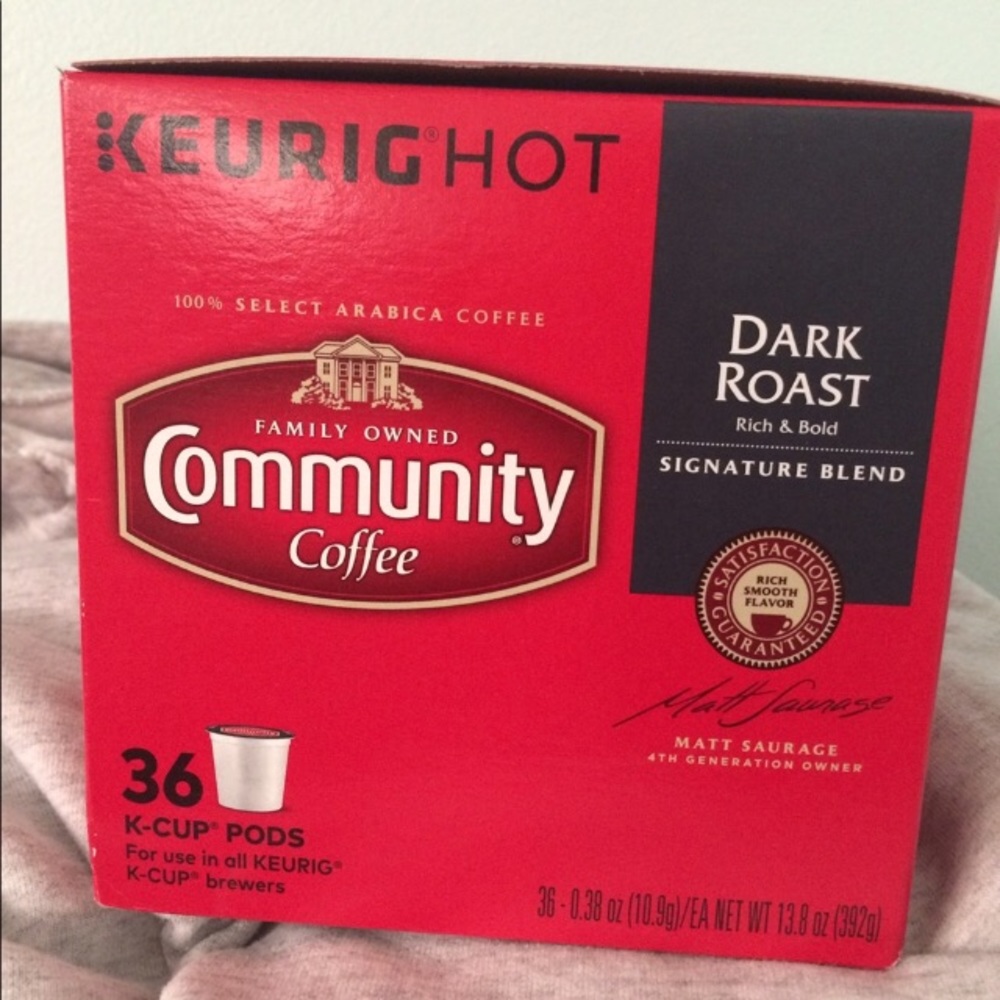 KEURIG® HOT
100% SELECT ARABICA COFFEE
FAMILY OWNED
Community®
Coffee
DARK
ROAST
Rich & Bold
SIGNATURE BLEND
SATISFACTION
RICH
SMOOTH
FLAVOR
GUARANTEED
Matt Saurage
MATT SAURAGE
4TH GENERATION OWNER
36
K-CUP® PODS
For use in all KEURIG®
K-CUP® brewers
36 - 0.38 oz (10.9g)/EA NET WT 13.8 oz (392g)